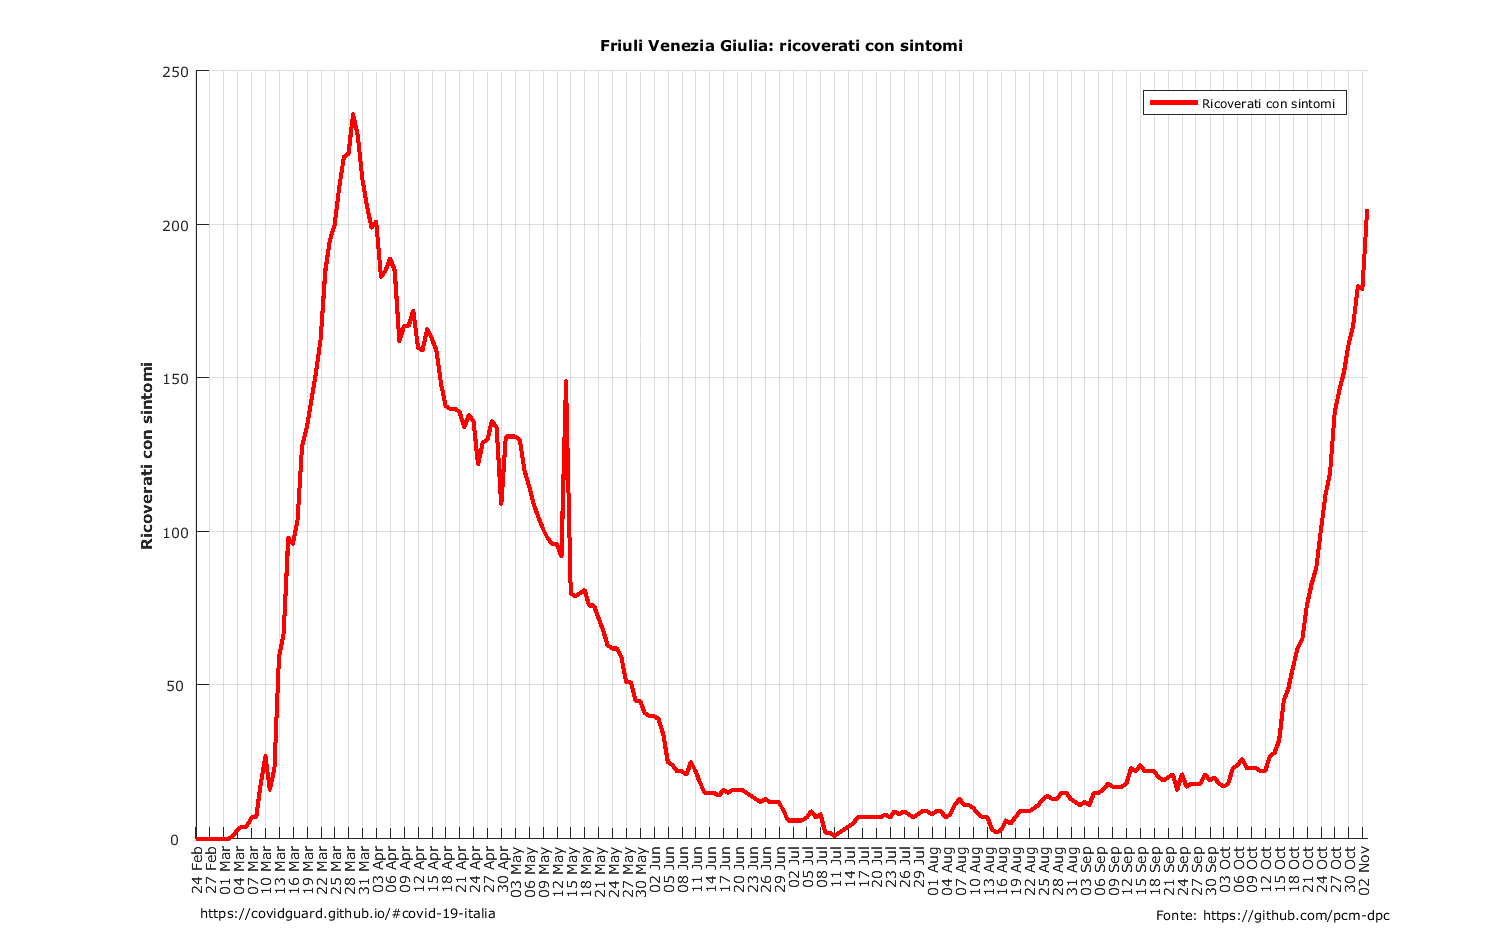 Friuli Venezia Giulia: ricoverati con sintomi
Ricoverati con sintomi
Ricoverati con sintomi
250
200
150
100
50
0
24 Feb
27 Feb
01 Mar
04 Mar
07 Mar
10 Mar
13 Mar
16 Mar
19 Mar
22 Mar
25 Mar
28 Mar
31 Mar
03 Apr
06 Apr
09 Apr
12 Apr
15 Apr
18 Apr
21 Apr
24 Apr
27 Apr
30 Apr
03 May
06 May
09 May
12 May
15 May
18 May
21 May
24 May
27 May
30 May
02 Jun
05 Jun
08 Jun
11 Jun
14 Jun
17 Jun
20 Jun
23 Jun
26 Jun
29 Jun
02 Jul
05 Jul
08 Jul
11 Jul
14 Jul
17 Jul
20 Jul
23 Jul
26 Jul
29 Jul
01 Aug
04 Aug
07 Aug
10 Aug
13 Aug
16 Aug
19 Aug
22 Aug
25 Aug
28 Aug
31 Aug
03 Sep
06 Sep
09 Sep
12 Sep
15 Sep
18 Sep
21 Sep
24 Sep
27 Sep
30 Sep
03 Oct
06 Oct
09 Oct
12 Oct
15 Oct
18 Oct
21 Oct
24 Oct
27 Oct
30 Oct
02 Nov
https://covidguard.github.io/#covid-19-italia
Fonte: https://github.com/pcm-dpc